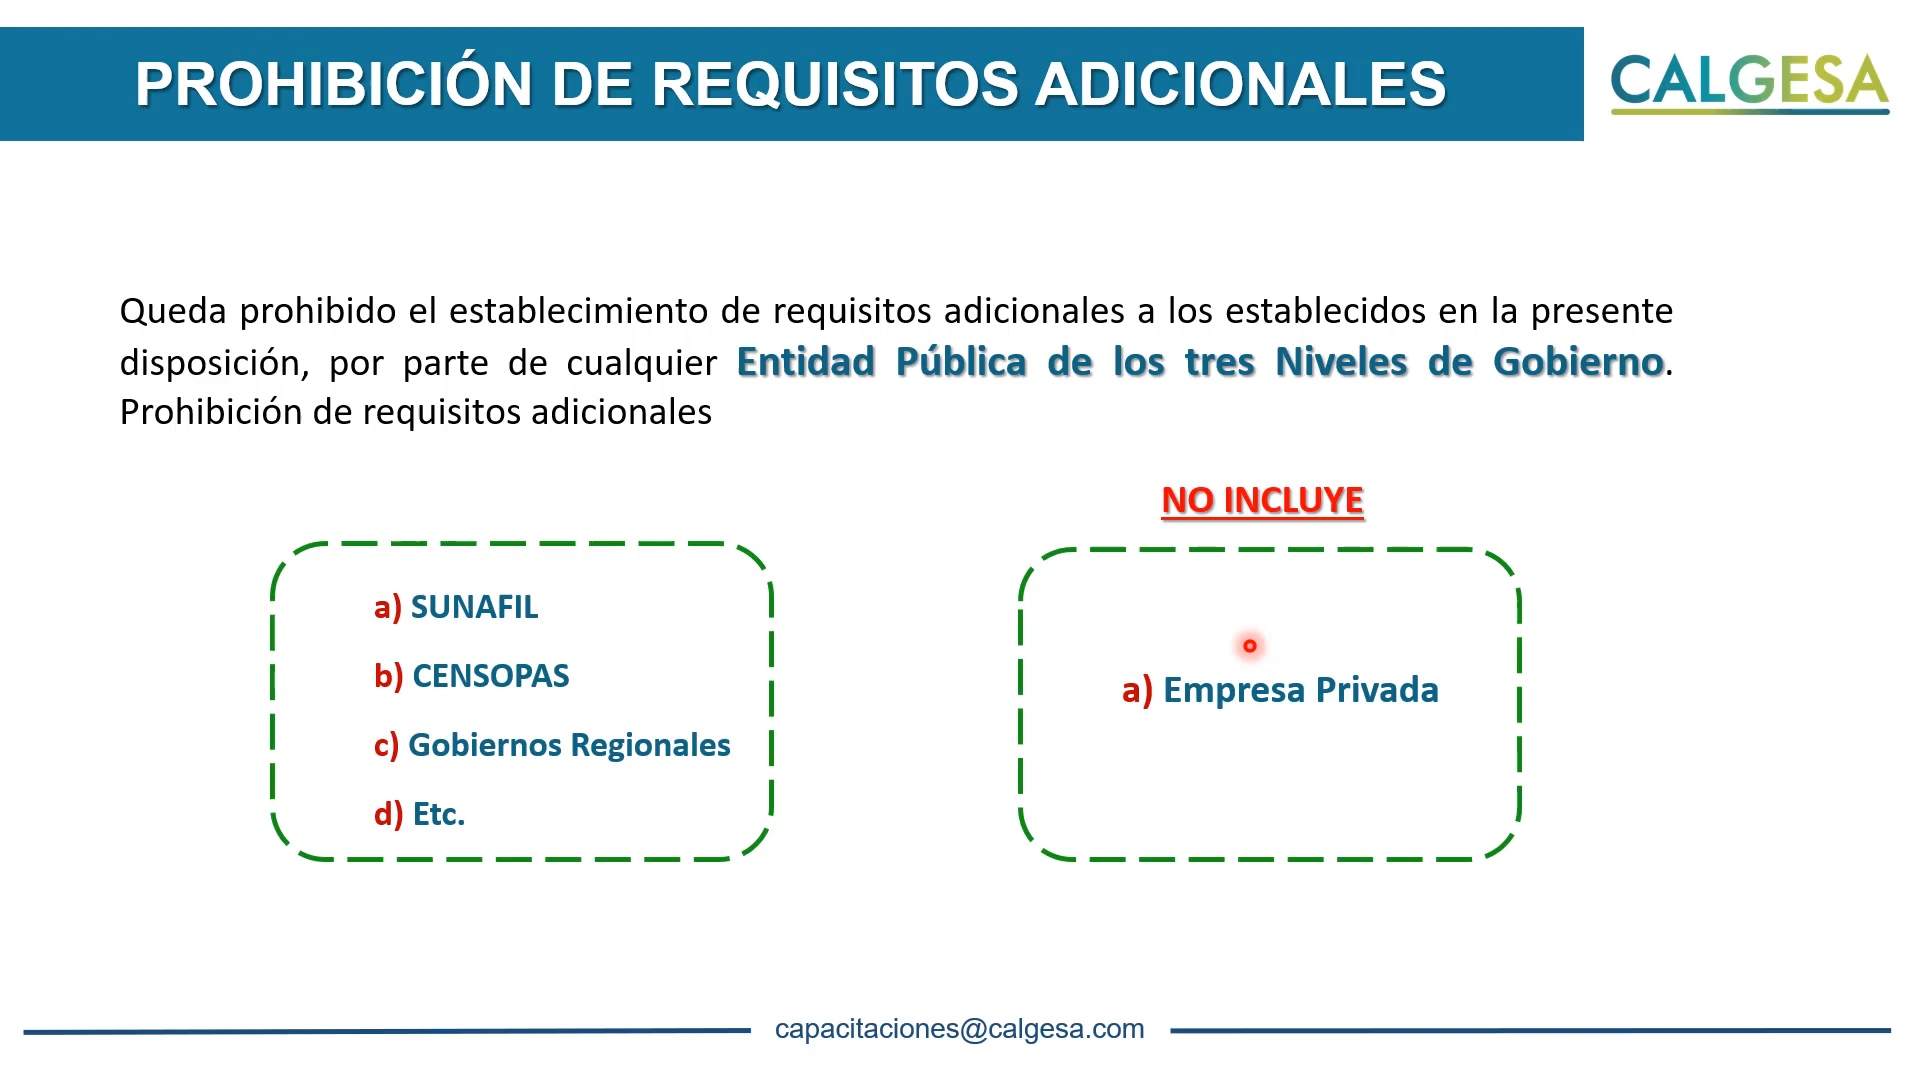 PROHIBICIÓN DE REQUISITOS ADICIONALES
CALGESA
Queda prohibido el establecimiento de requisitos adicionales a los establecidos en la presente
disposición, por parte de cualquier Entidad Pública de los tres Niveles de Gobierno.
Prohibición de requisitos adicionales
NO INCLUYE
a) SUNAFIL
b) CENSOPAS
c) Gobiernos Regionales
d) Etc.
a) Empresa Privada
capacitaciones@calgesa.com